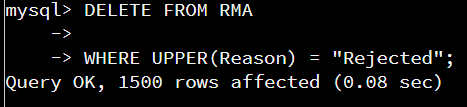 mysql> DELETE FROM RMA
->
-> WHERE UPPER(Reason) = "Rejected";
Query OK, 1500 rows affected (0.08 sec)